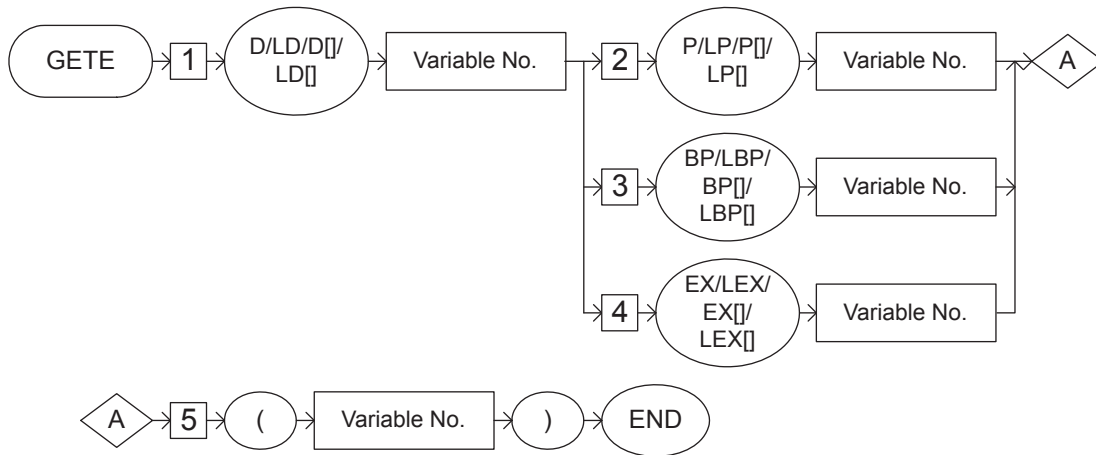 GETE
1
D/LD/D[]/
LD[]
Variable No.
2
P/LP/P[]/
LP[]
Variable No.
A
3
BP/LBP/
BP[]/
LBP[]
Variable No.
4
EX/LEX/
EX[]/
LEX[]
Variable No.
A
5
(
Variable No.
)
END